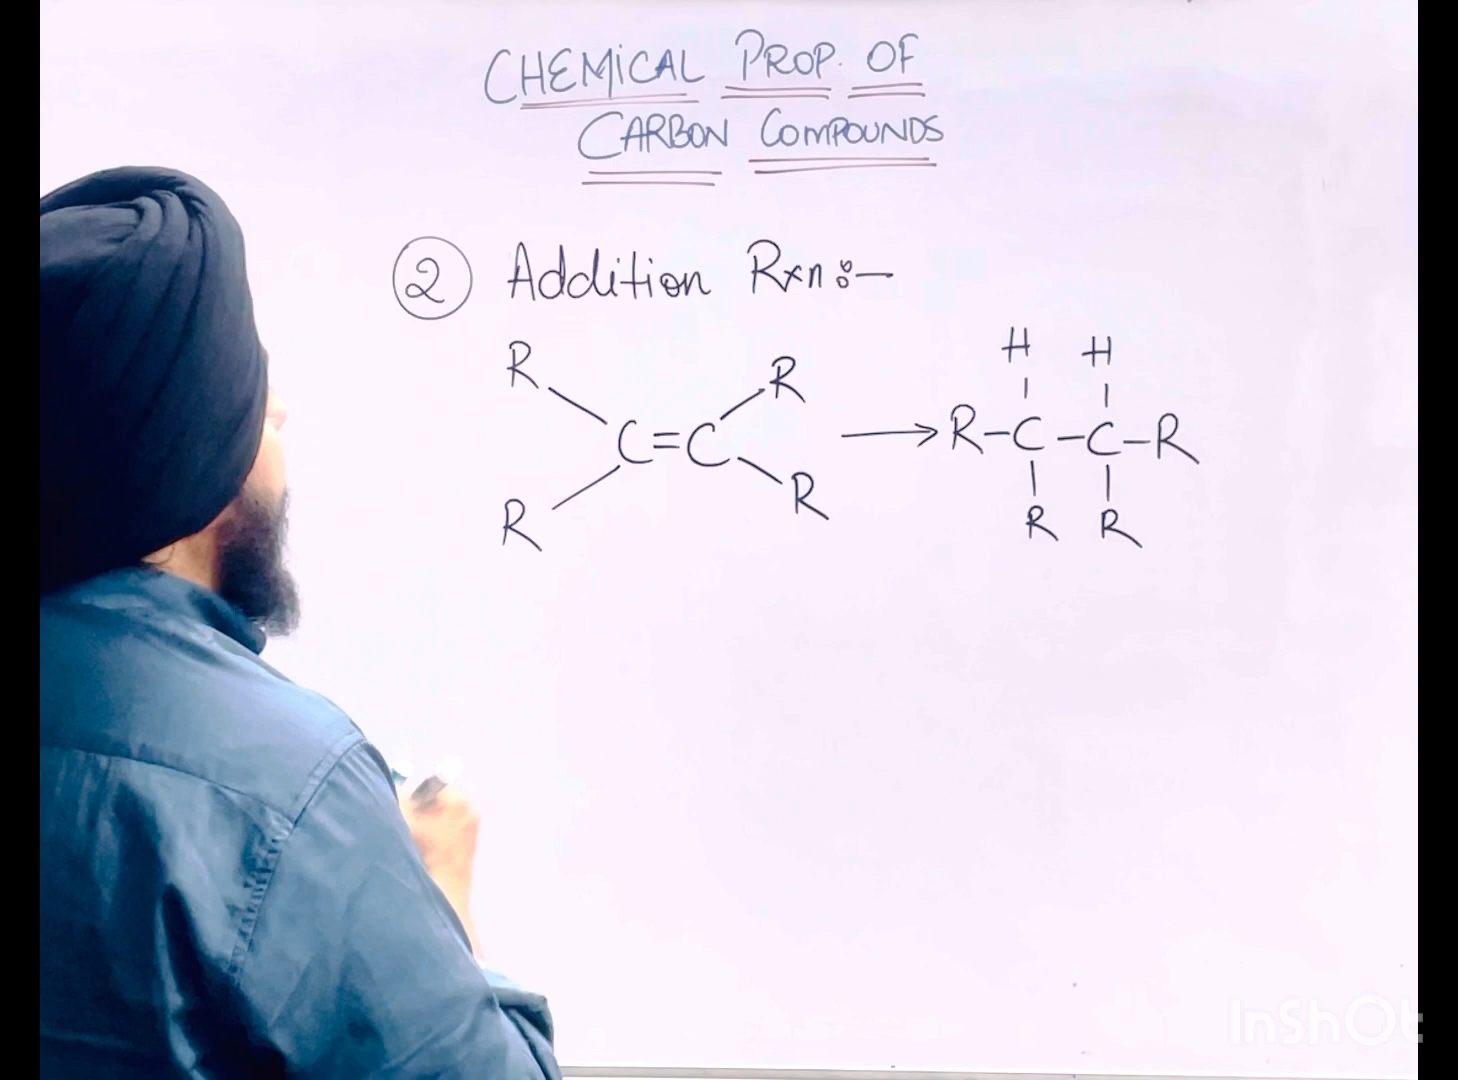 CHEMICAL PROP. OF
CARBON COMPOUNDS
2 Addition Rxn :-
H H
R R
C=C → R-C-C-R
R R
R R
InShOt